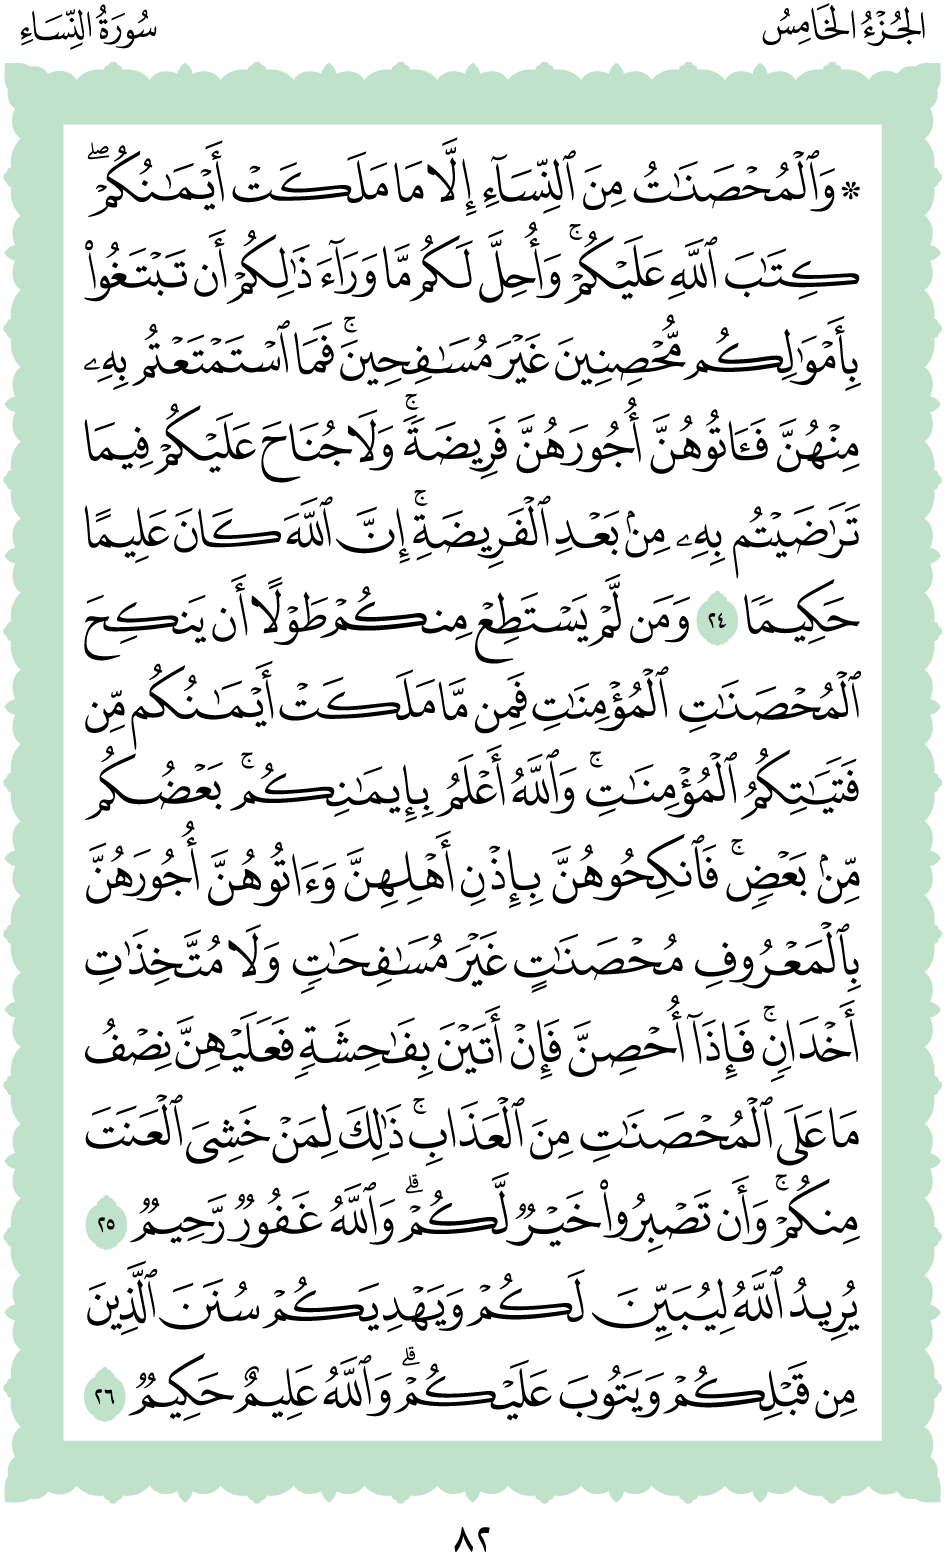 الجُزْءُ الخَامِسُ
سُورَةُ النِّسَاءِ
۞ وَٱلْمُحْصَنَٰتُ مِنَ ٱلنِّسَآءِ إِلَّا مَا مَلَكَتْ أَيْمَٰنُكُمْۖ
كِتَٰبَ ٱللَّهِ عَلَيْكُمْۚ وَأُحِلَّ لَكُم مَّا وَرَآءَ ذَٰلِكُمْ أَن تَبْتَغُوا۟
بِأَمْوَٰلِكُم مُّحْصِنِينَ غَيْرَ مُسَٰفِحِينَۚ فَمَا ٱسْتَمْتَعْتُم بِهِۦ
مِنْهُنَّ فَـَٔاتُوهُنَّ أُجُورَهُنَّ فَرِيضَةًۚ وَلَا جُنَاحَ عَلَيْكُمْ فِيمَا
تَرَٰضَيْتُم بِهِۦ مِنۢ بَعْدِ ٱلْفَرِيضَةِۚ إِنَّ ٱللَّهَ كَانَ عَلِيمًا
حَكِيمًا ٢٤ وَمَن لَّمْ يَسْتَطِعْ مِنكُمْ طَوْلًا أَن يَنكِحَ
ٱلْمُحْصَنَٰتِ ٱلْمُؤْمِنَٰتِ فَمِن مَّا مَلَكَتْ أَيْمَٰنُكُم مِّن
فَتَيَٰتِكُمُ ٱلْمُؤْمِنَٰتِۚ وَٱللَّهُ أَعْلَمُ بِإِيمَٰنِكُمۚ بَعْضُكُم
مِّنۢ بَعْضٍۚ فَٱنكِحُوهُنَّ بِإِذْنِ أَهْلِهِنَّ وَءَاتُوهُنَّ أُجُورَهُنَّ
بِٱلْمَعْرُوفِ مُحْصَنَٰتٍ غَيْرَ مُسَٰفِحَٰتٍ وَلَا مُتَّخِذَٰتِ
أَخْدَانٍۚ فَإِذَآ أُحْصِنَّ فَإِنْ أَتَيْنَ بِفَٰحِشَةٍ فَعَلَيْهِنَّ نِصْفُ
مَا عَلَى ٱلْمُحْصَنَٰتِ مِنَ ٱلْعَذَابِۚ ذَٰلِكَ لِمَنْ خَشِىَ ٱلْعَنَتَ
مِنكُمْۚ وَأَن تَصْبِرُوا۟ خَيْرٌ لَّكُمْۗ وَٱللَّهُ غَفُورٌ رَّحِيمٌ ٢٥
يُرِيدُ ٱللَّهُ لِيُبَيِّنَ لَكُمْ وَيَهْدِيَكُمْ سُنَنَ ٱلَّذِينَ
مِن قَبْلِكُمْ وَيَتُوبَ عَلَيْكُمْۗ وَٱللَّهُ عَلِيمٌ حَكِيمٌ ٢٦
٨٢